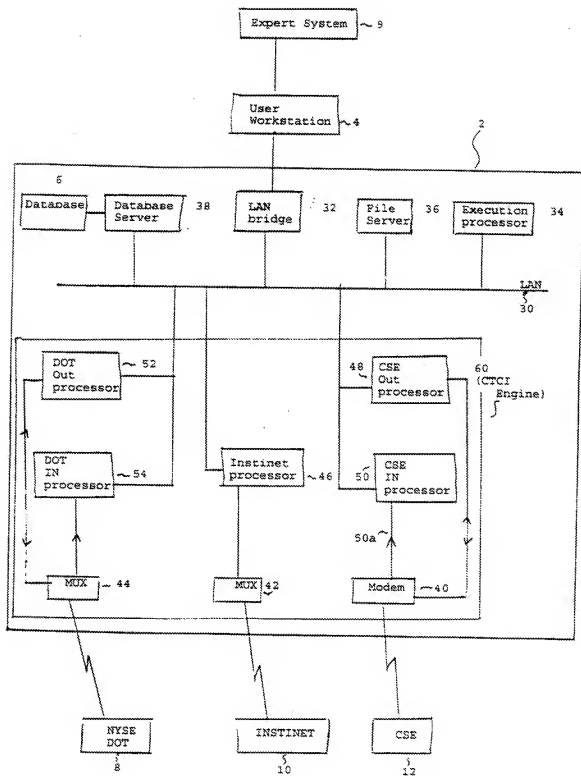 Expert System
9
User
Workstation
4
2
6
Database
Database
Server
38
LAN
bridge
32
File
Server
36
Execution
processor
34
LAN
30
DOT
Out
processor
52
48
CSE
Out
processor
60
(CTCI
Engine)
DOT
IN
processor
54
Instinet
processor
46
50
CSE
IN
processor
50a
MUX
44
MUX
42
Modem
40
NYSE
DOT
8
INSTINET
10
CSE
12